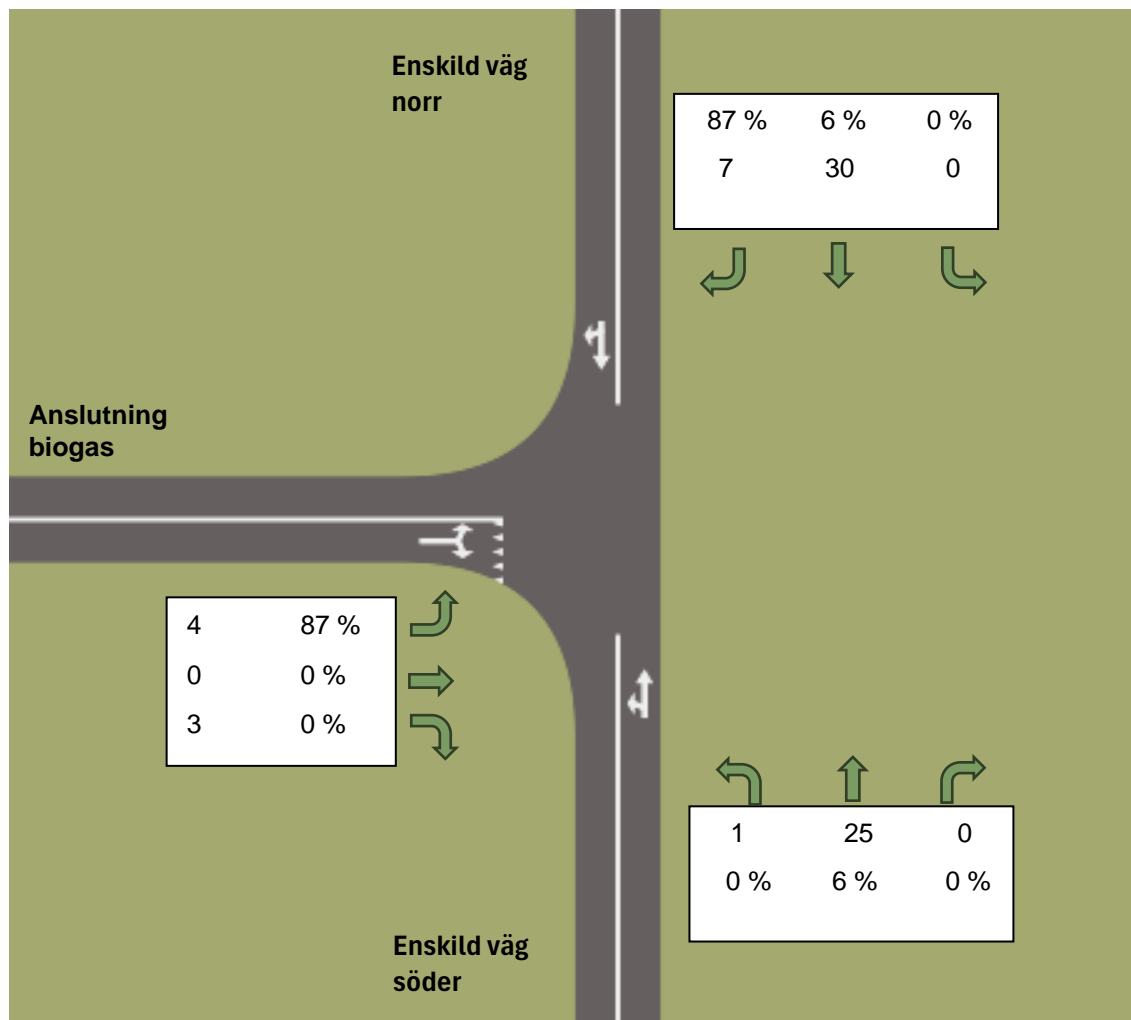 Enskild väg
norr
87 % 6 % 0 %
7 30 0
Anslutning
biogas
4 87 %
0 0 %
3 0 %
1 25 0
0 % 6 % 0 %
Enskild väg
söder